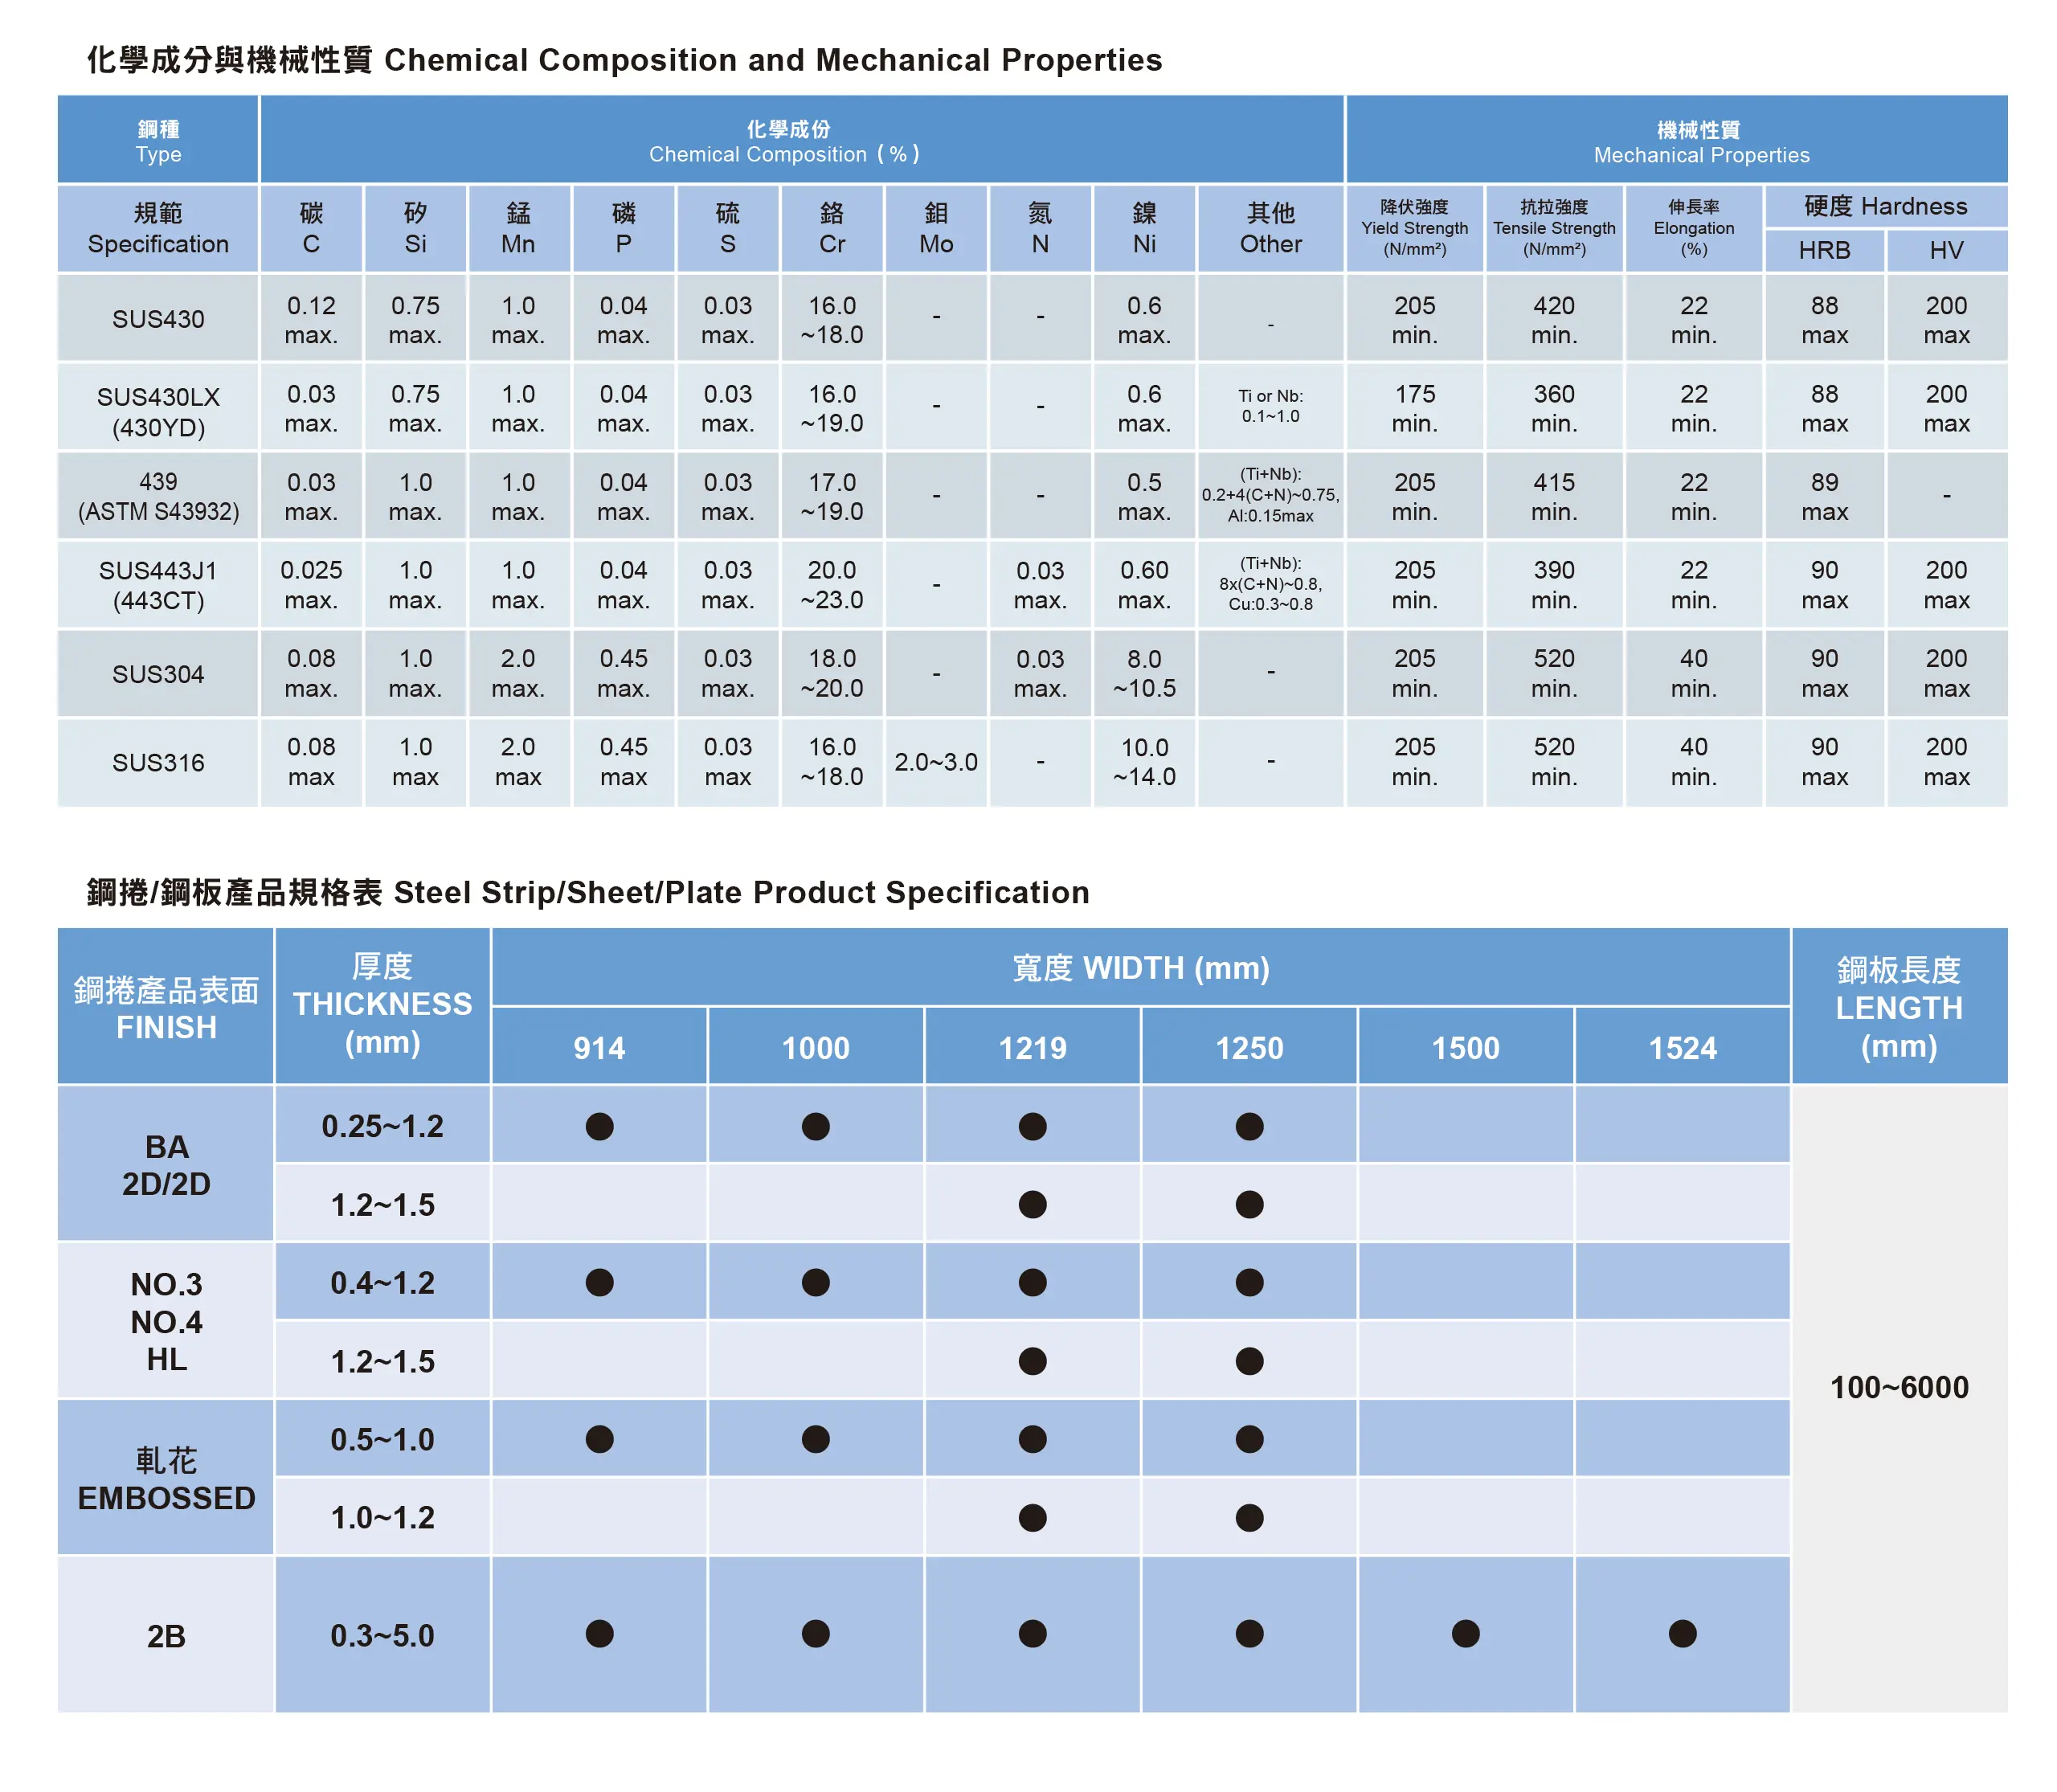 化學成分與機械性質 Chemical Composition and Mechanical Properties
鋼種 化學成份 機械性質
Type Chemical Composition (%) Mechanical Properties
規範 碳 矽 錳 磷 硫 鉻 鉬 氮 鎳 其他 降伏強度 抗拉強度 伸長率 硬度 Hardness
Specification C Si Mn P S Cr Mo N Ni Other Yield Strength Tensile Strength Elongation HRB HV
(N/mm²) (N/mm²) (%)
SUS430 0.12 0.75 1.0 0.04 0.03 16.0 - - 0.6 - 205 420 22 88 200
max. max. max. max. max. ~18.0 max. min. min. min. max max
SUS430LX 0.03 0.75 1.0 0.04 0.03 16.0 - - 0.6 Ti or Nb: 175 360 22 88 200
(430YD) max. max. max. max. max. ~19.0 max. 0.1~1.0 min. min. min. max max
439 0.03 1.0 1.0 0.04 0.03 17.0 - - 0.5 (Ti+Nb): 205 415 22 89 -
(ASTM S43932) max. max. max. max. max. ~19.0 max. 0.2+4(C+N)~0.75, min. min. min. max
Al:0.15max
SUS443J1 0.025 1.0 1.0 0.04 0.03 20.0 - 0.03 0.60 (Ti+Nb): 205 390 22 90 200
(443CT) max. max. max. max. max. ~23.0 max. max. 8x(C+N)~0.8, min. min. min. max max
Cu:0.3~0.8
SUS304 0.08 1.0 2.0 0.45 0.03 18.0 - 0.03 8.0 - 205 520 40 90 200
max. max. max. max. max. ~20.0 max. ~10.5 min. min. min. max max
SUS316 0.08 1.0 2.0 0.45 0.03 16.0 2.0~3.0 - 10.0 - 205 520 40 90 200
max max max max max ~18.0 ~14.0 min. min. min. max max
鋼捲/鋼板產品規格表 Steel Strip/Sheet/Plate Product Specification
鋼捲產品表面 厚度 寬度 WIDTH (mm) 鋼板長度
FINISH THICKNESS LENGTH
(mm) 914 1000 1219 1250 1500 1524 (mm)
BA 0.25~1.2 ● ● ● ●
2D/2D 1.2~1.5 ● ●
NO.3 0.4~1.2 ● ● ● ●
NO.4
HL 1.2~1.5 ● ●
100~6000
軋花 0.5~1.0 ● ● ● ●
EMBOSSED 1.0~1.2 ● ●
2B 0.3~5.0 ● ● ● ● ● ●